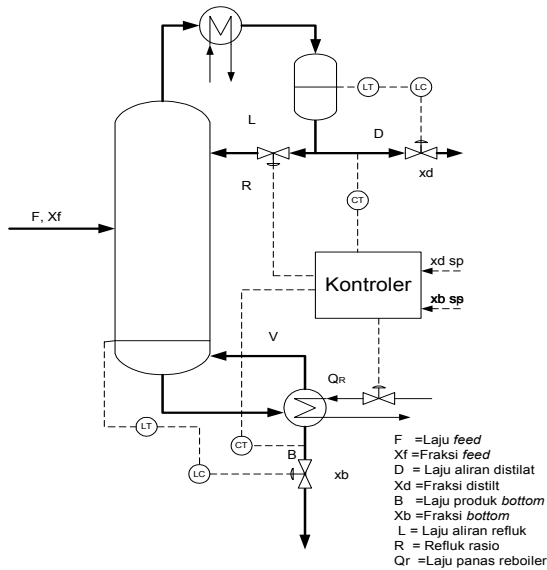 LT
LC
L
D
R
xd
CT
F, Xf
xd sp
Kontroler
xb sp
V
QR
LT
CT
B
LC
xb
F =Laju feed
Xf =Fraksi feed
D = Laju aliran distilat
Xd =Fraksi distilt
B =Laju produk bottom
Xb =Fraksi bottom
L = Laju aliran refluk
R = Refluk rasio
Qr = Laju panas reboiler